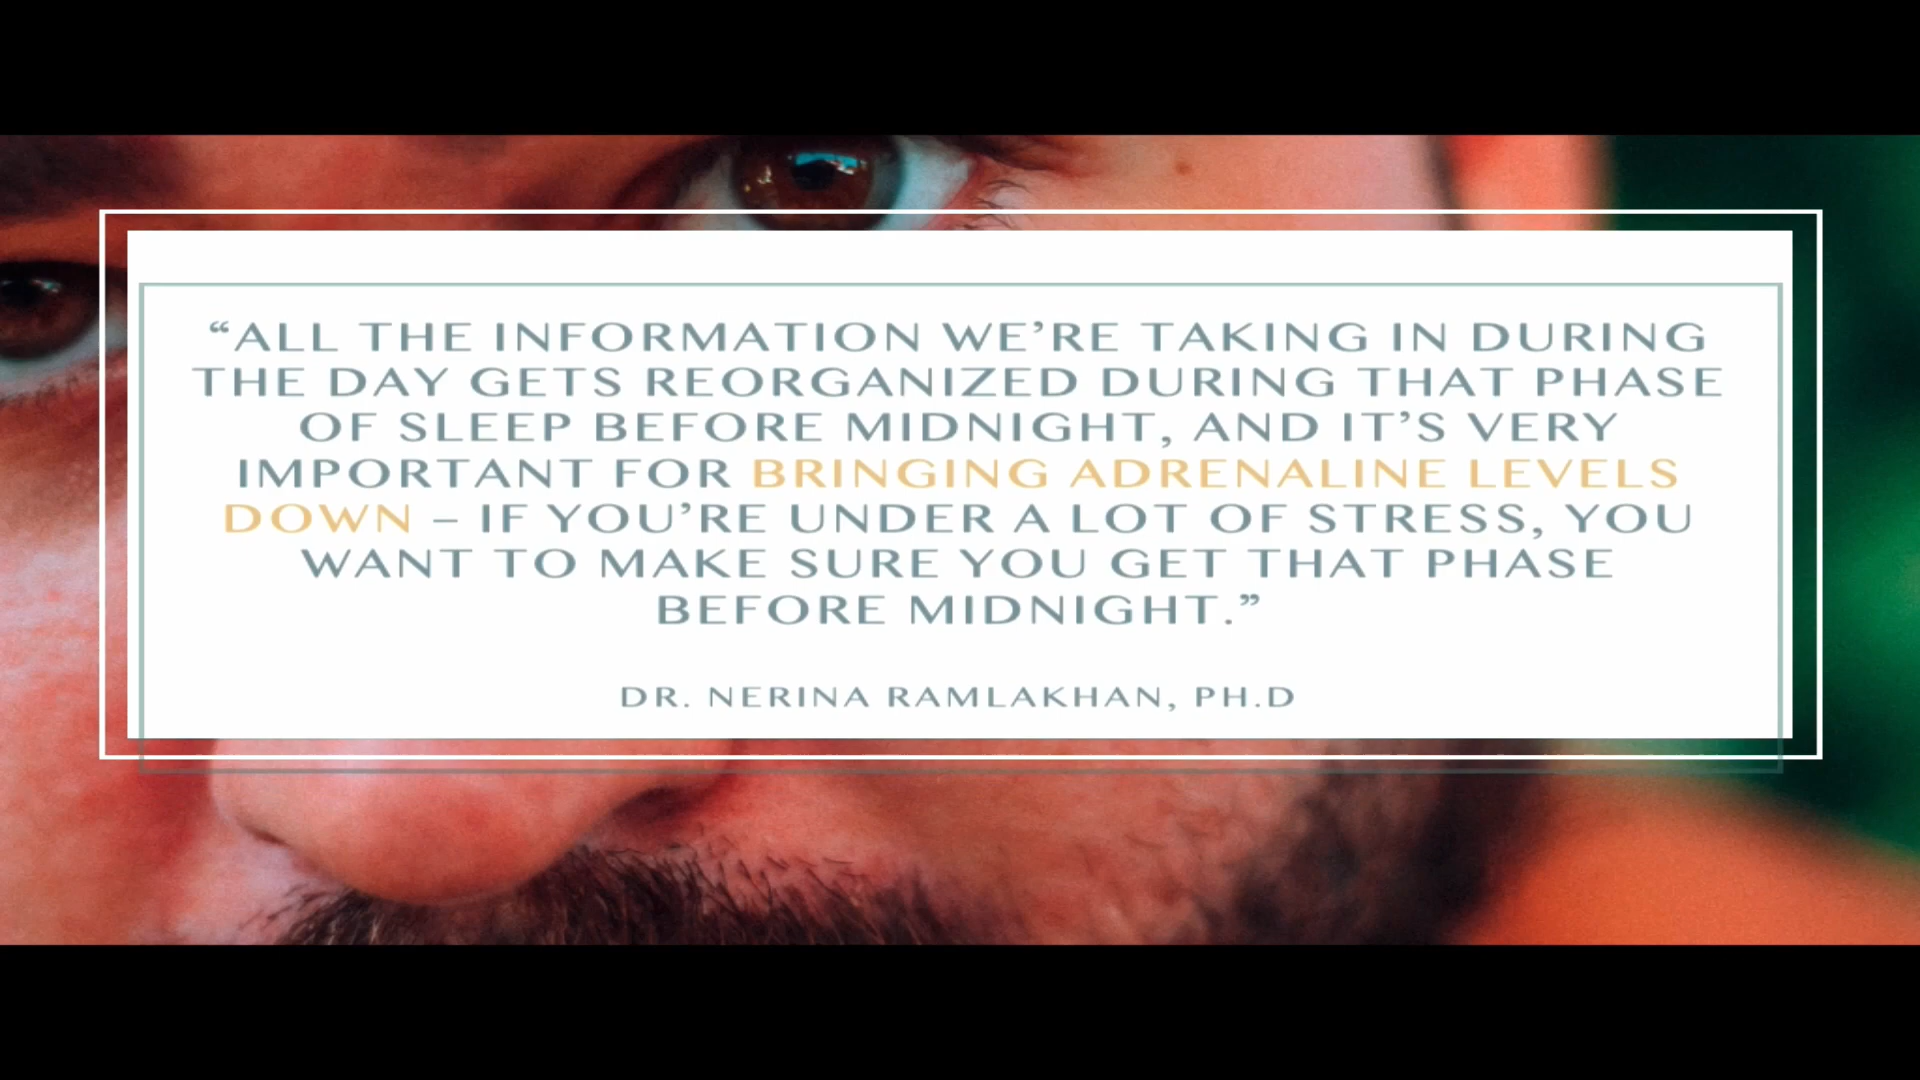 “ALL THE INFORMATION WE’RE TAKING IN DURING
THE DAY GETS REORGANIZED DURING THAT PHASE
OF SLEEP BEFORE MIDNIGHT, AND IT’S VERY
IMPORTANT FOR BRINGING ADRENALINE LEVELS
DOWN – IF YOU’RE UNDER A LOT OF STRESS, YOU
WANT TO MAKE SURE YOU GET THAT PHASE
BEFORE MIDNIGHT.”
DR. NERINA RAMLAKHAN, PH.D